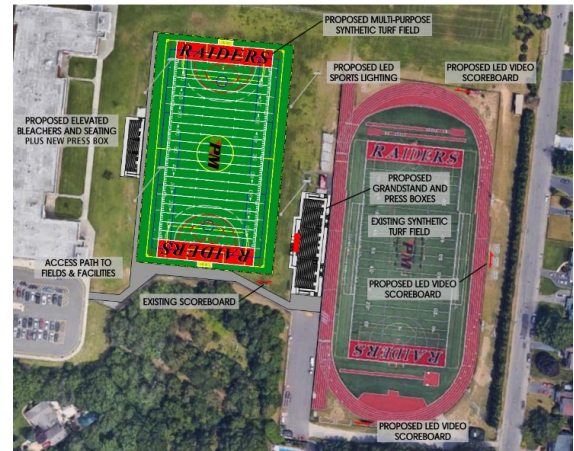 PROPOSED MULTI-PURPOSE
SYNTHETIC TURF FIELD
RAIDERS
PROPOSED LED
SPORTS LIGHTING
PROPOSED LED VIDEO
SCOREBOARD
PROPOSED ELEVATED
BLEACHERS AND SEATING
PLUS NEW PRESS BOX
PM
RAIDERS
PROPOSED
GRANDSTAND AND
PRESS BOXES
EXISTING SYNTHETIC
TURF FIELD
PM
ACCESS PATH TO
FIELDS & FACILITIES
RAIDERS
PROPOSED LED VIDEO
SCOREBOARD
EXISTING SCOREBOARD
RAIDERS
PROPOSED LED VIDEO
SCOREBOARD